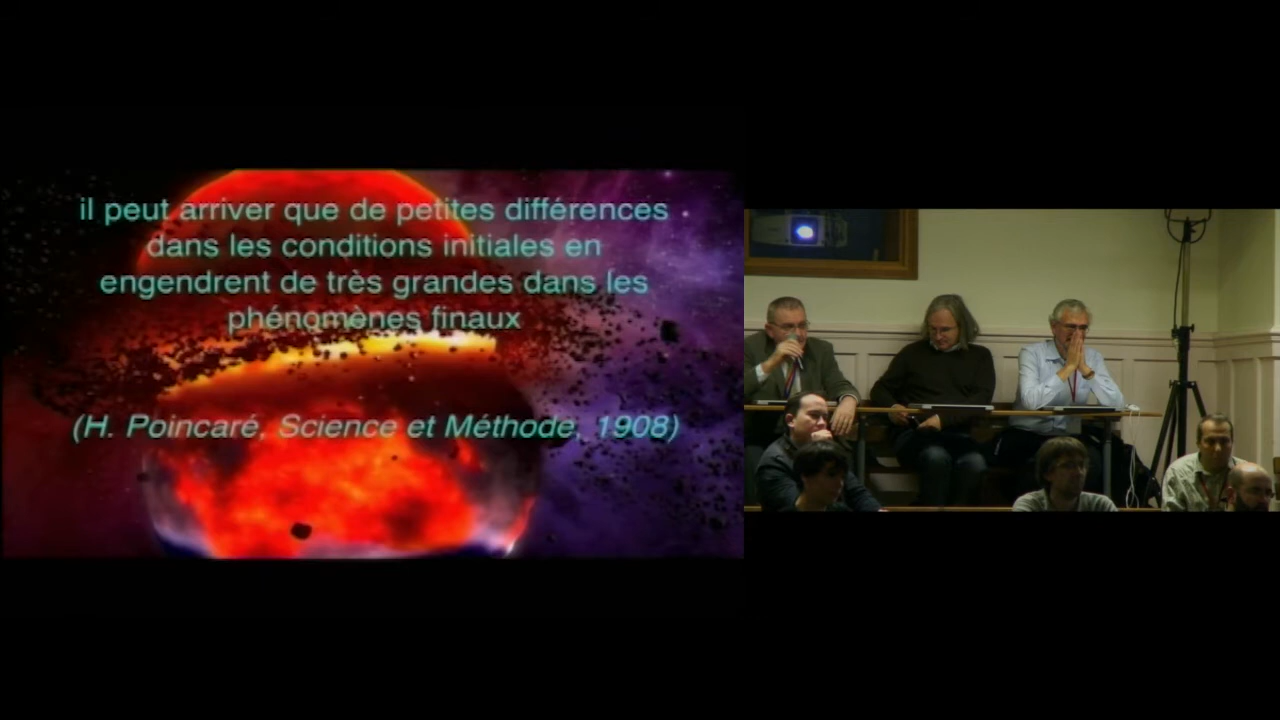 il peut arriver que de petites différences
dans les conditions initiales en
engendrent de très grandes dans les
phénomènes finaux
(H. Poincaré, Science et Méthode, 1908)